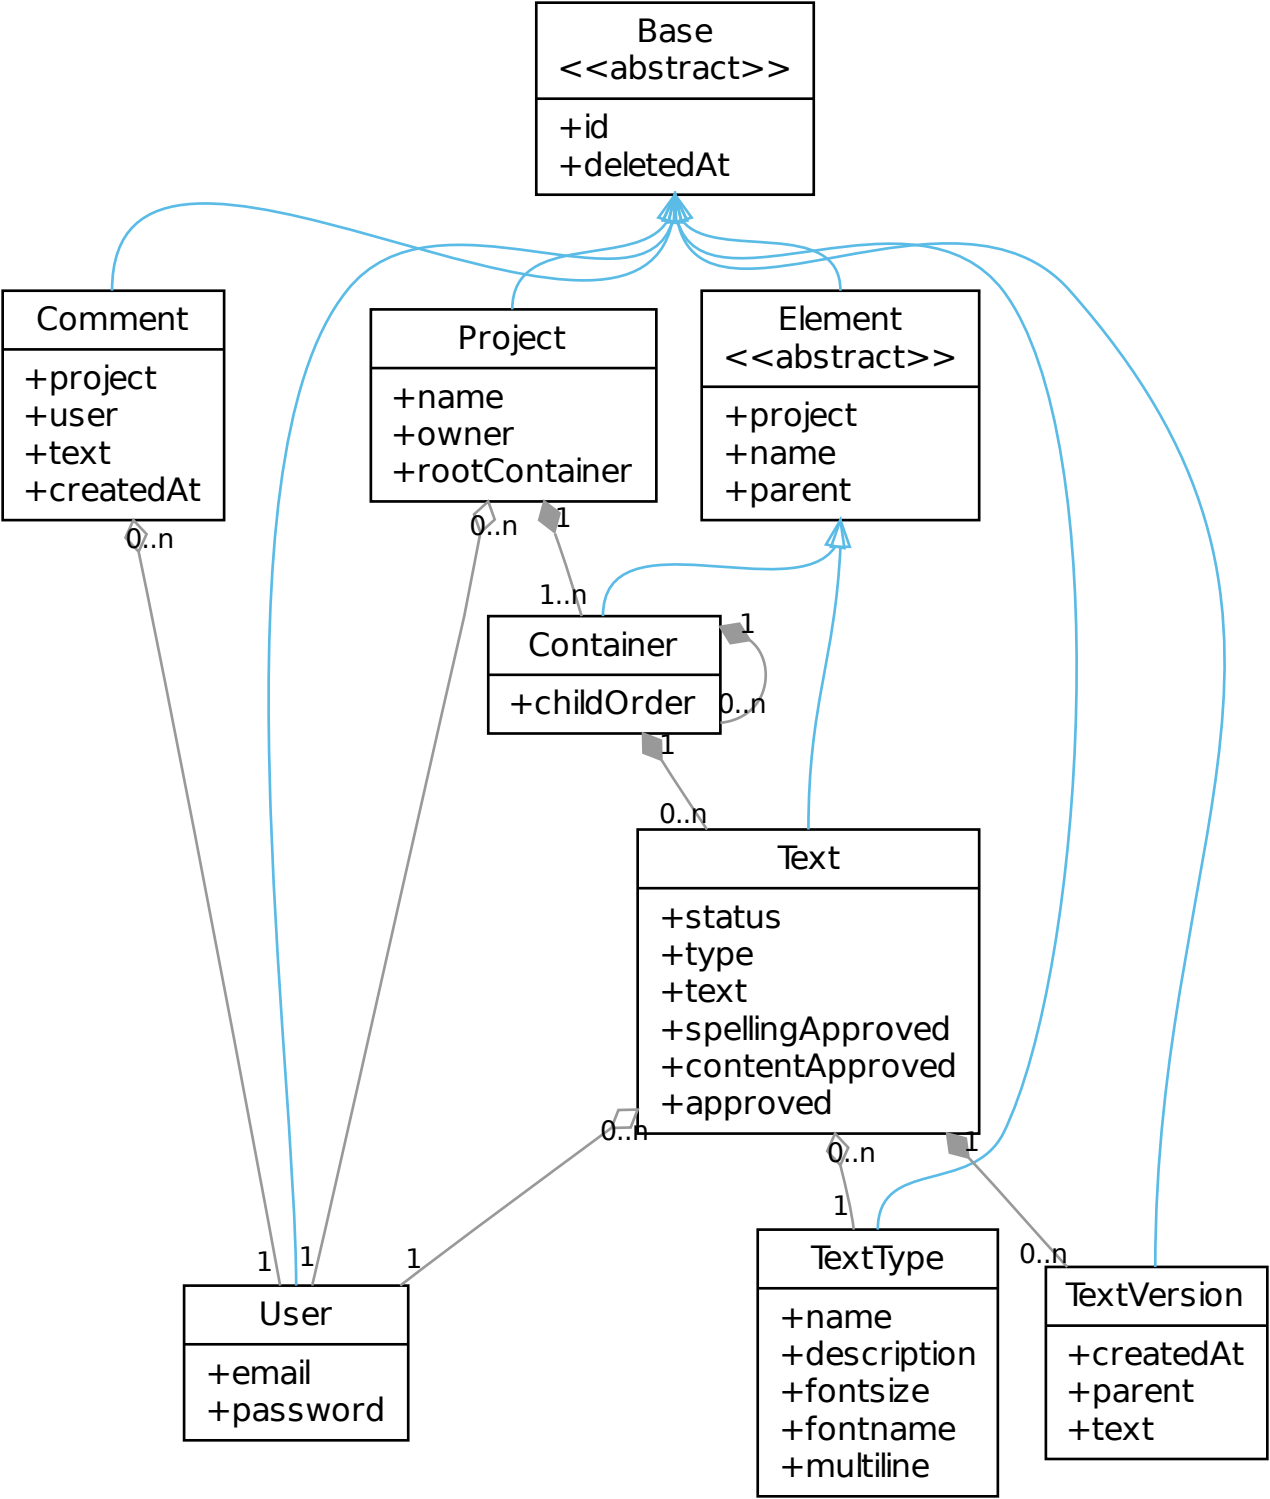 Base
<<abstract>>
+id
+deletedAt
Comment
+project
+user
+text
+createdAt
Project
+name
+owner
+rootContainer
Element
<<abstract>>
+project
+name
+parent
0..n
0..n
1
1..n
Container
+childOrder
1
0..n
1
0..n
Text
+status
+type
+text
+spellingApproved
+contentApproved
+approved
0..n
0..n
1
1
1
1
1
0..n
User
+email
+password
TextType
+name
+description
+fontsize
+fontname
+multiline
TextVersion
+createdAt
+parent
+text